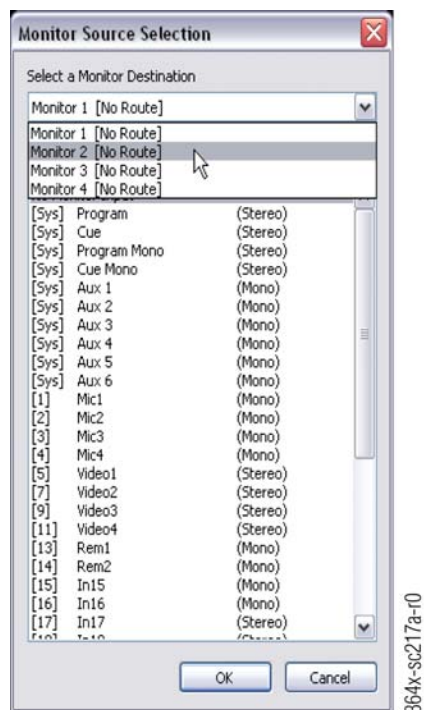 Monitor Source Selection
Select a Monitor Destination
Monitor 1 [No Route]
Monitor 1 [No Route]
Monitor 2 [No Route]
Monitor 3 [No Route]
Monitor 4 [No Route]
[Sys] Program (Stereo)
[Sys] Cue (Stereo)
[Sys] Program Mono (Stereo)
[Sys] Cue Mono (Stereo)
[Sys] Aux 1 (Mono)
[Sys] Aux 2 (Mono)
[Sys] Aux 3 (Mono)
[Sys] Aux 4 (Mono)
[Sys] Aux 5 (Mono)
[Sys] Aux 6 (Mono)
[1] Mic1 (Mono)
[2] Mic2 (Mono)
[3] Mic3 (Mono)
[4] Mic4 (Mono)
[5] Video1 (Stereo)
[7] Video2 (Stereo)
[9] Video3 (Stereo)
[11] Video4 (Stereo)
[13] Rem1 (Mono)
[14] Rem2 (Mono)
[15] In15 (Mono)
[16] In16 (Mono)
[17] In17 (Stereo)
OK Cancel
864x-sc217a-r0